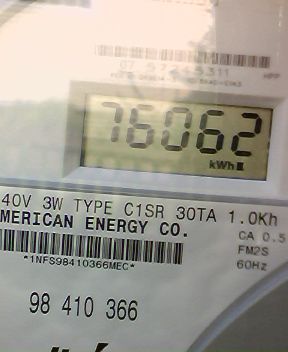 76062
kWh
40V 3W TYPE C1SR 30TA 1.0Kh
MERICAN ENERGY CO.
CA 0.5
FM2S
60Hz
*1NFS98410366MEC*
98 410 366